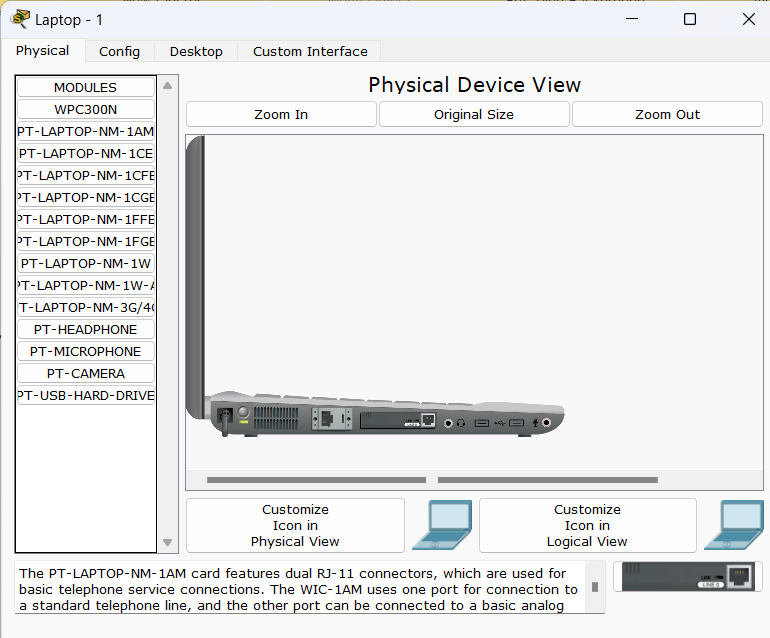 Laptop - 1
Physical
Config
Desktop
Custom Interface
MODULES
WPC300N
PT-LAPTOP-NM-1AM
PT-LAPTOP-NM-1CE
PT-LAPTOP-NM-1CFE
PT-LAPTOP-NM-1CGE
PT-LAPTOP-NM-1FFE
PT-LAPTOP-NM-1FGE
PT-LAPTOP-NM-1W
PT-LAPTOP-NM-1W-A
PT-LAPTOP-NM-3G/4G
PT-HEADPHONE
PT-MICROPHONE
PT-CAMERA
PT-USB-HARD-DRIVE
Physical Device View
Zoom In
Original Size
Zoom Out
Customize
Icon in
Physical View
Customize
Icon in
Logical View
The PT-LAPTOP-NM-1AM card features dual RJ-11 connectors, which are used for
basic telephone service connections. The WIC-1AM uses one port for connection to
a standard telephone line, and the other port can be connected to a basic analog